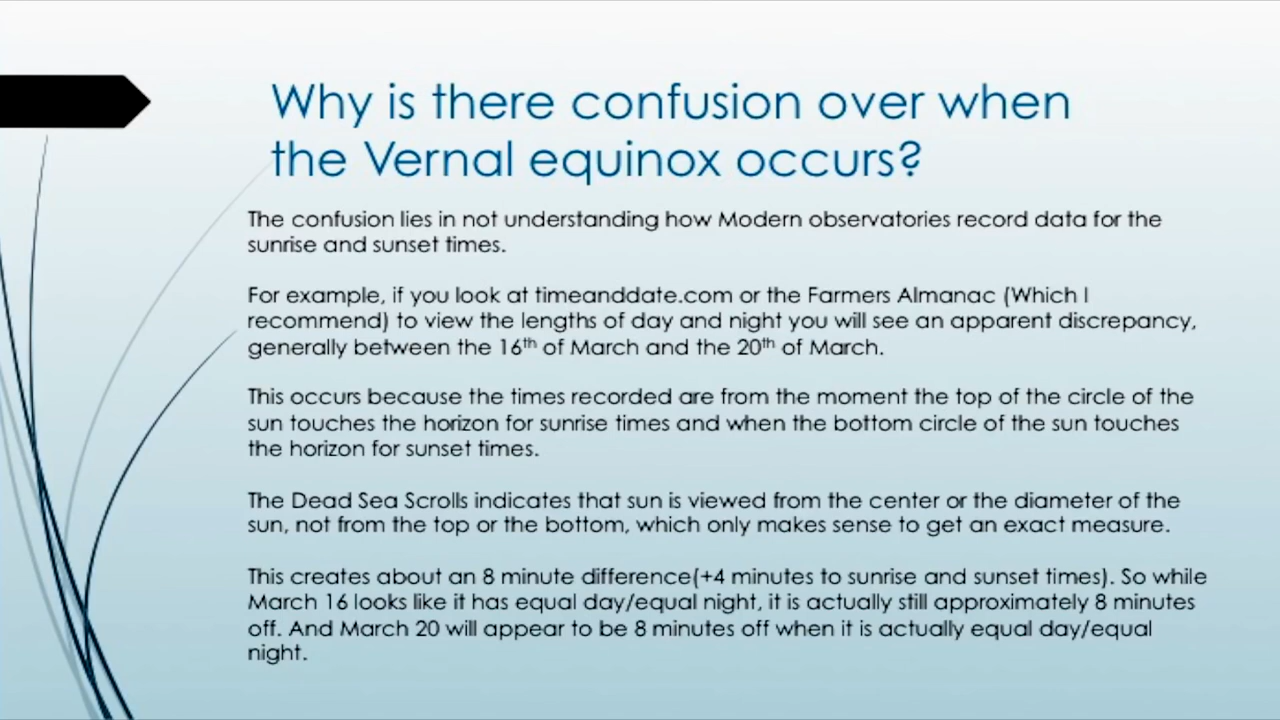 Why is there confusion over when
the Vernal equinox occurs?
The confusion lies in not understanding how Modern observatories record data for the
sunrise and sunset times.
For example, if you look at timeanddate.com or the Farmers Almanac (Which I
recommend) to view the lengths of day and night you will see an apparent discrepancy,
generally between the 16th of March and the 20th of March.
This occurs because the times recorded are from the moment the top of the circle of the
sun touches the horizon for sunrise times and when the bottom circle of the sun touches
the horizon for sunset times.
The Dead Sea Scrolls indicates that sun is viewed from the center or the diameter of the
sun, not from the top or the bottom, which only makes sense to get an exact measure.
This creates about an 8 minute difference(+4 minutes to sunrise and sunset times). So while
March 16 looks like it has equal day/equal night, it is actually still approximately 8 minutes
off. And March 20 will appear to be 8 minutes off when it is actually equal day/equal
night.